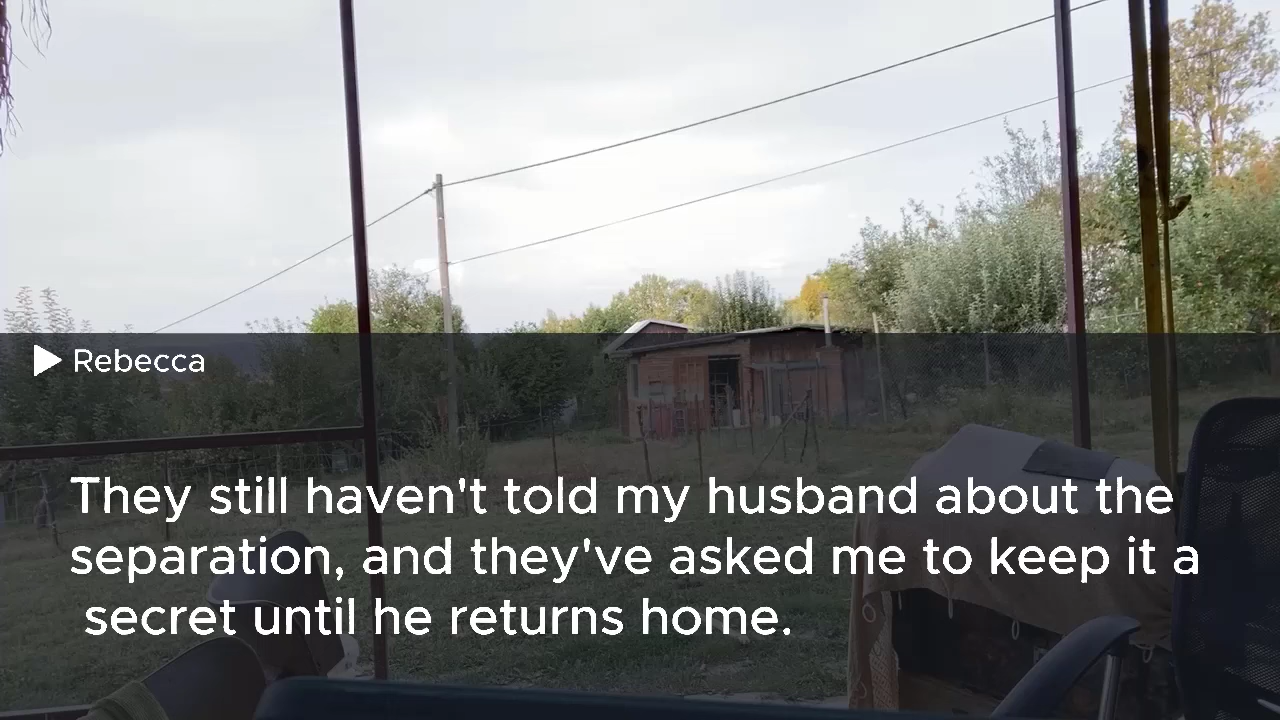 Rebecca
They still haven't told my husband about the
separation, and they've asked me to keep it a
secret until he returns home.